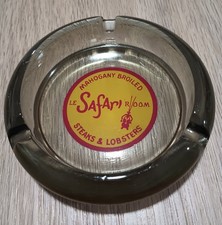 MAHOGANY BROILED
LE Safari ROOM
STEAKS & LOBSTERS